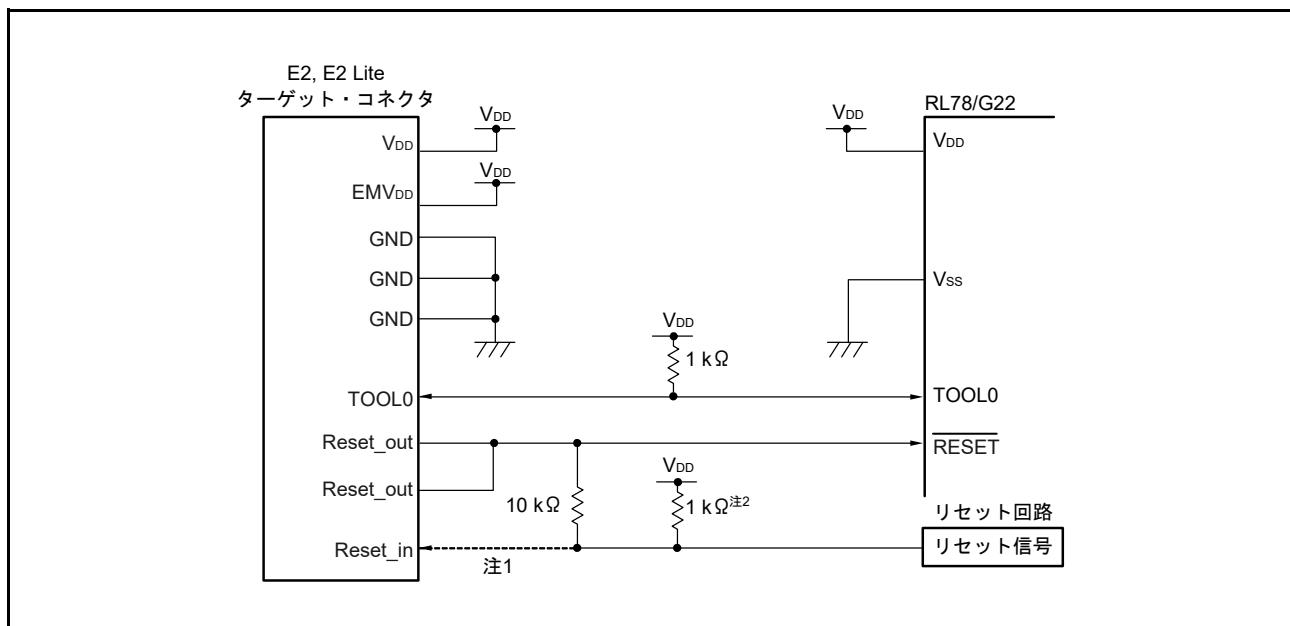 E2, E2 Lite
ターゲット・コネクタ
VDD
EMVDD
GND
GND
GND
TOOL0
Reset_out
Reset_out
Reset_in
VDD
VDD
VDD
1 kΩ
10 kΩ
VDD
1 kΩ注2
注1
VDD
RL78/G22
VDD
VSS
TOOL0
RESET
リセット回路
リセット信号